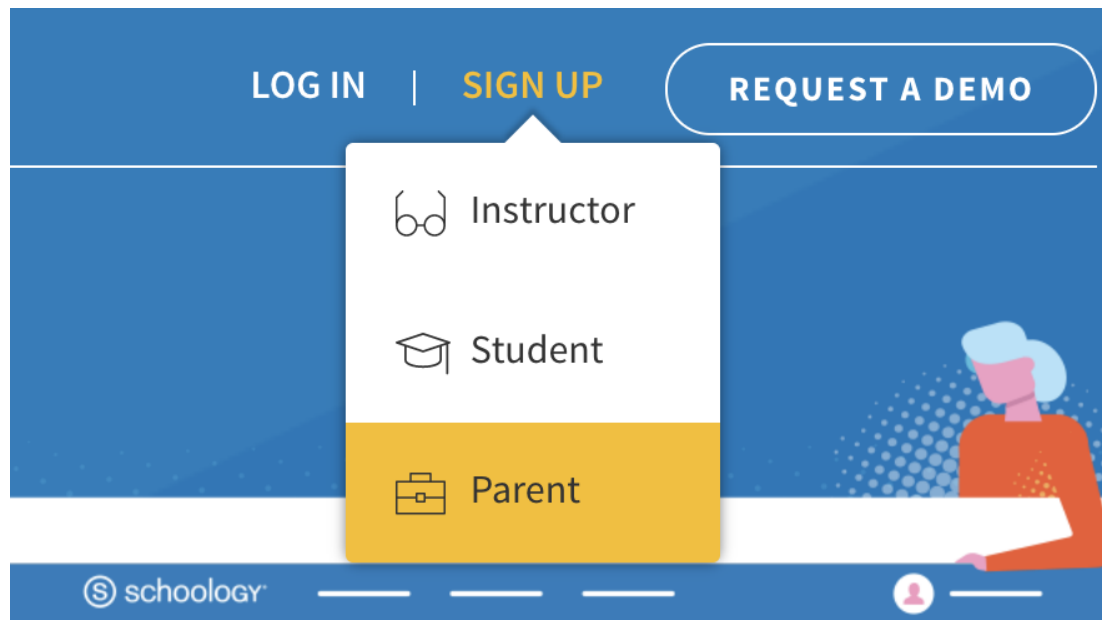 LOG IN | SIGN UP REQUEST A DEMO
Instructor
Student
Parent
schoology